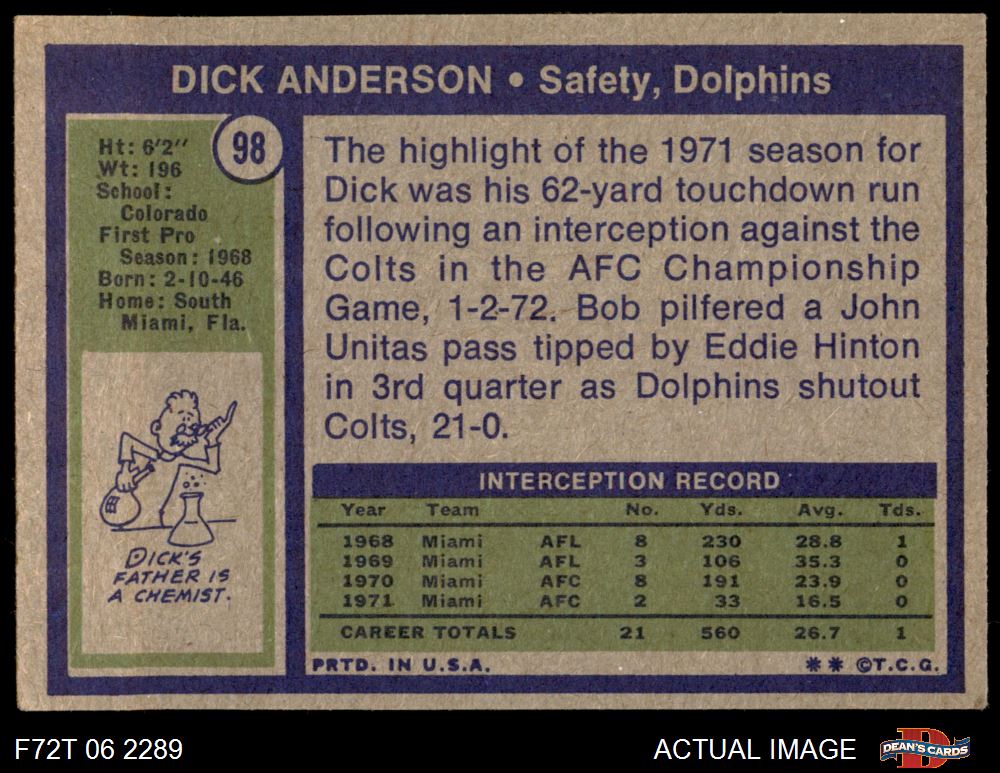 DICK ANDERSON • Safety, Dolphins
98
Ht: 6'2"
Wt: 196
School:
Colorado
First Pro
Season: 1968
Born: 2-10-46
Home: South
Miami, Fla.
DICK'S
FATHER IS
A CHEMIST.
The highlight of the 1971 season for
Dick was his 62-yard touchdown run
following an interception against the
Colts in the AFC Championship
Game, 1-2-72. Bob pilfered a John
Unitas pass tipped by Eddie Hinton
in 3rd quarter as Dolphins shutout
Colts, 21-0.
INTERCEPTION RECORD
Year Team No. Yds. Avg. Tds.
1968 Miami AFL 8 230 28.8 1
1969 Miami AFL 3 106 35.3 0
1970 Miami AFC 8 191 23.9 0
1971 Miami AFC 2 33 16.5 0
CAREER TOTALS 21 560 26.7 1
PRTD. IN U.S.A. ** ©T.C.G.
F72T 06 2289 ACTUAL IMAGE DEAN'S CARDS